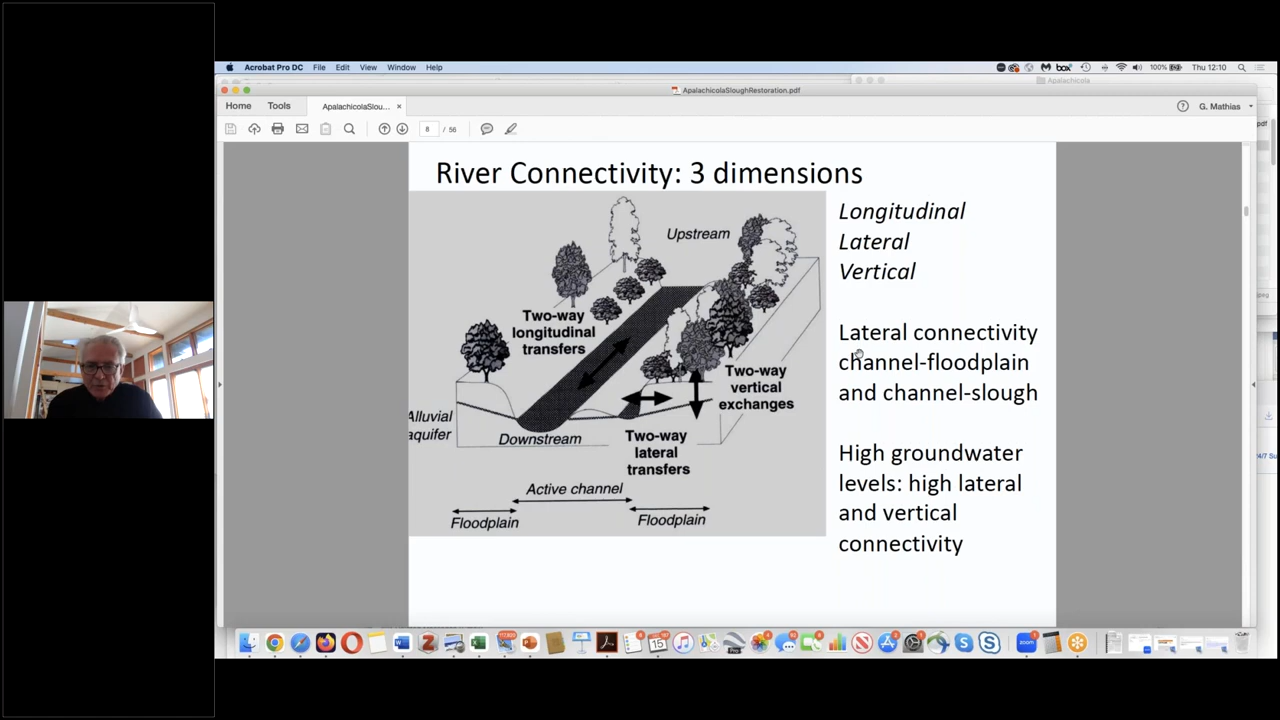 Acrobat Pro DC File Edit View Window Help
box 100% Thu 12:10
Apalachicola
ApalachicolaSloughRestoration.pdf
Home Tools ApalachicolaSlou... × G. Mathias
8 / 56
River Connectivity: 3 dimensions
Longitudinal
Lateral
Vertical
Lateral connectivity
channel-floodplain
and channel-slough
High groundwater
levels: high lateral
and vertical
connectivity
Upstream
Two-way
longitudinal
transfers
Two-way
vertical
exchanges
Alluvial
aquifer
Downstream
Two-way
lateral
transfers
Active channel
Floodplain
Floodplain